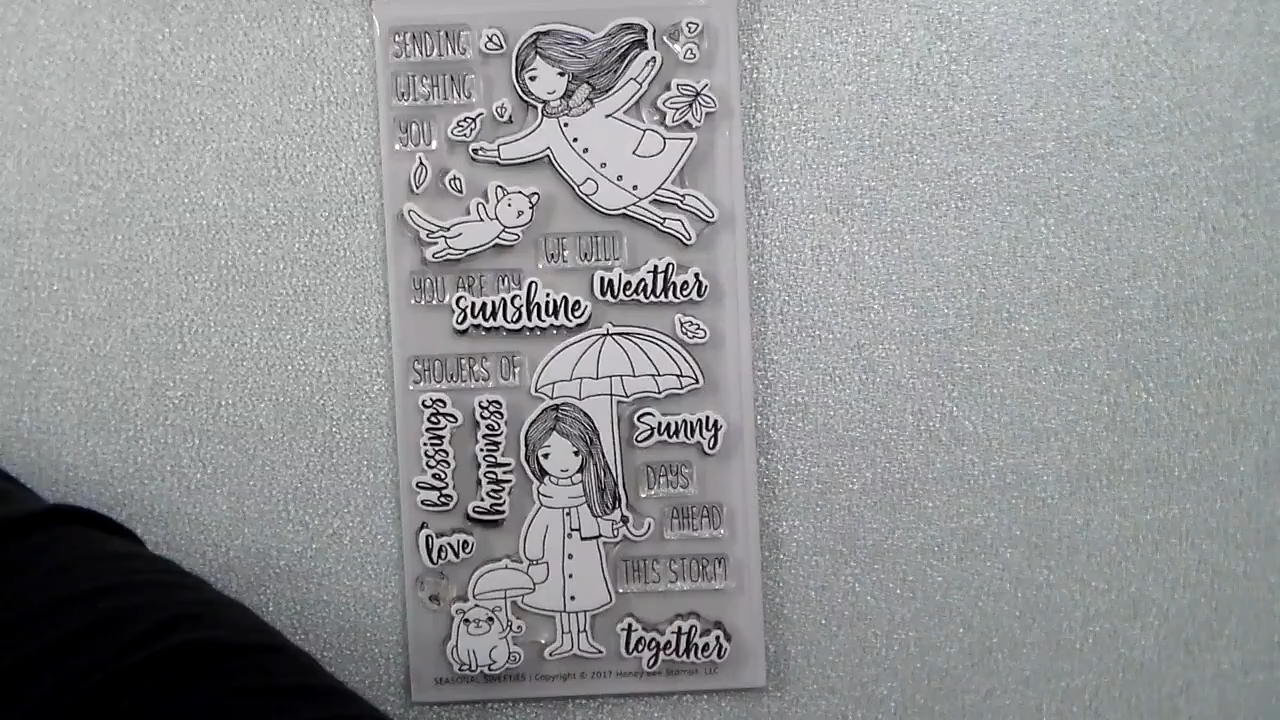 SENDING
WISHING
YOU
WE WILL
weather
YOU ARE MY
sunshine
SHOWERS OF
blessings
happiness
Sunny
DAYS
AHEAD
love
THIS STORM
together
SEASONAL SWEETIES | Copyright © 2017 Honey Bee Stamps, LLC